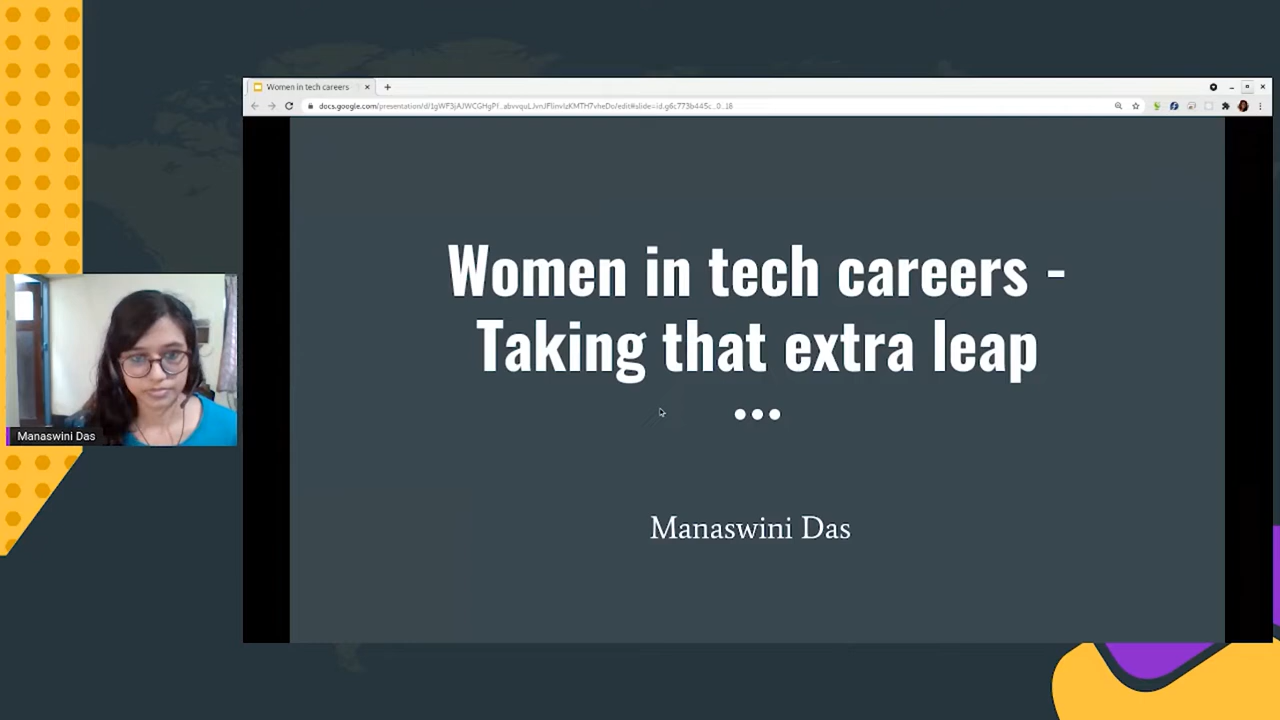 Women in tech careers
Women in tech careers -
Taking that extra leap
Manaswini Das
Manaswini Das